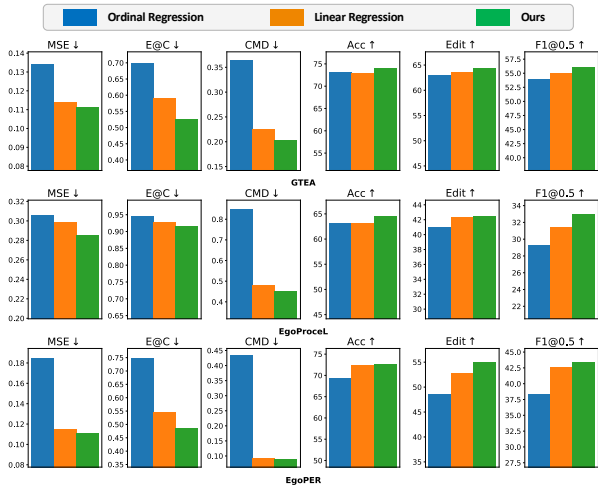 Ordinal Regression Linear Regression Ours
MSE ↓ E@C ↓ CMD ↓ Acc ↑ Edit ↑ F1@0.5 ↑
0.14 0.13 0.12 0.11 0.10 0.09 0.08
0.70 0.65 0.60 0.55 0.50 0.45 0.40
0.35 0.30 0.25 0.20 0.15
75 70 65 60 55
65 60 55 50 45
57.5 55.0 52.5 50.0 47.5 45.0 42.5 40.0
GTEA
MSE ↓ E@C ↓ CMD ↓ Acc ↑ Edit ↑ F1@0.5 ↑
0.32 0.30 0.28 0.26 0.24 0.22 0.20
0.95 0.90 0.85 0.80 0.75 0.70 0.65
0.8 0.7 0.6 0.5 0.4
65 60 55 50 45
44 42 40 38 36 34 32 30
34 32 30 28 26 24 22
EgoProceL
MSE ↓ E@C ↓ CMD ↓ Acc ↑ Edit ↑ F1@0.5 ↑
0.18 0.16 0.14 0.12 0.10 0.08
0.75 0.70 0.65 0.60 0.55 0.50 0.45 0.40 0.35
0.40 0.30 0.20 0.10
75 70 65 60 55 50
55 50 45 40 35
45.0 42.5 40.0 37.5 35.0 32.5 30.0 27.5
EgoPER